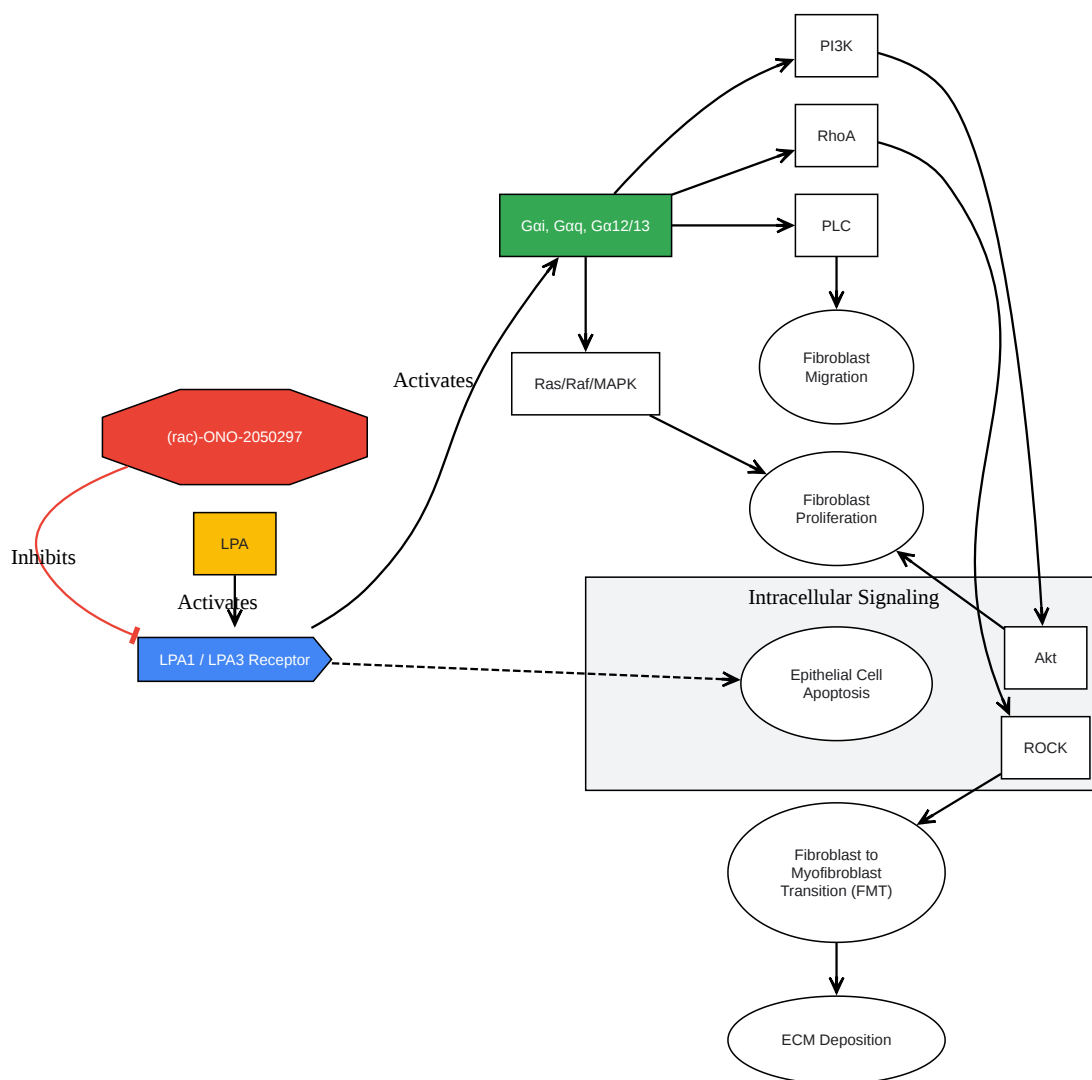 PI3K
RhoA
Gαi, Gαq, Gα12/13
PLC
Fibroblast
Migration
Activates
Ras/Raf/MAPK
(rac)-ONO-2050297
Fibroblast
Proliferation
LPA
Inhibits
Activates
Intracellular Signaling
LPA1 / LPA3 Receptor
Epithelial Cell
Apoptosis
Akt
ROCK
Fibroblast to
Myofibroblast
Transition (FMT)
ECM Deposition